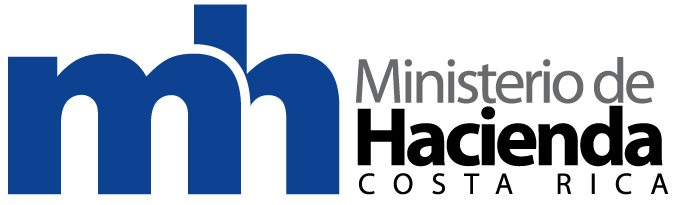 mh
Ministerio de
Hacienda
COSTA RICA